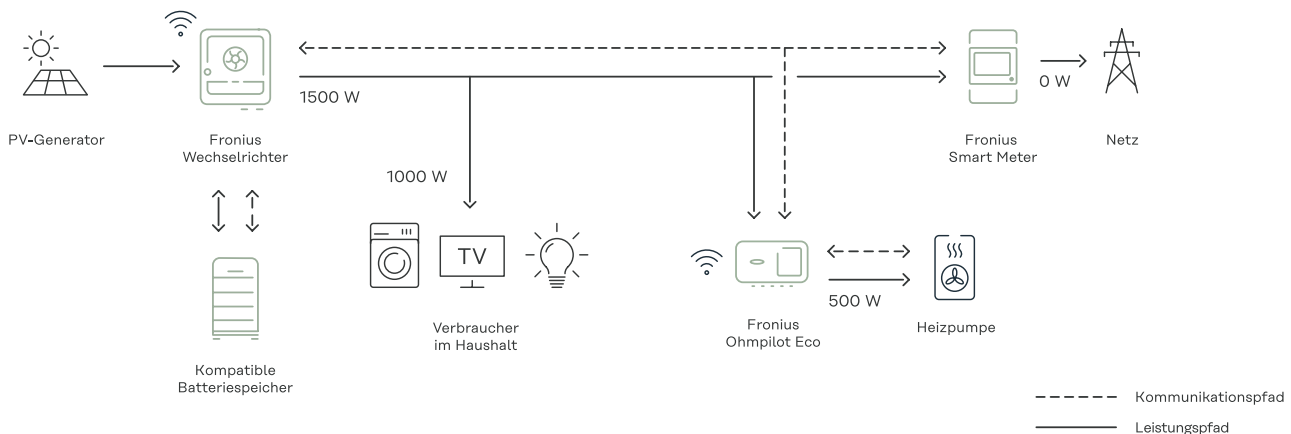 1500 W
0 W
PV-Generator
Fronius
Wechselrichter
Fronius
Smart Meter
Netz
1000 W
TV
500 W
Verbraucher
im Haushalt
Fronius
Ohmpilot Eco
Heizpumpe
Kompatible
Batteriespeicher
Kommunikationspfad
Leistungspfad